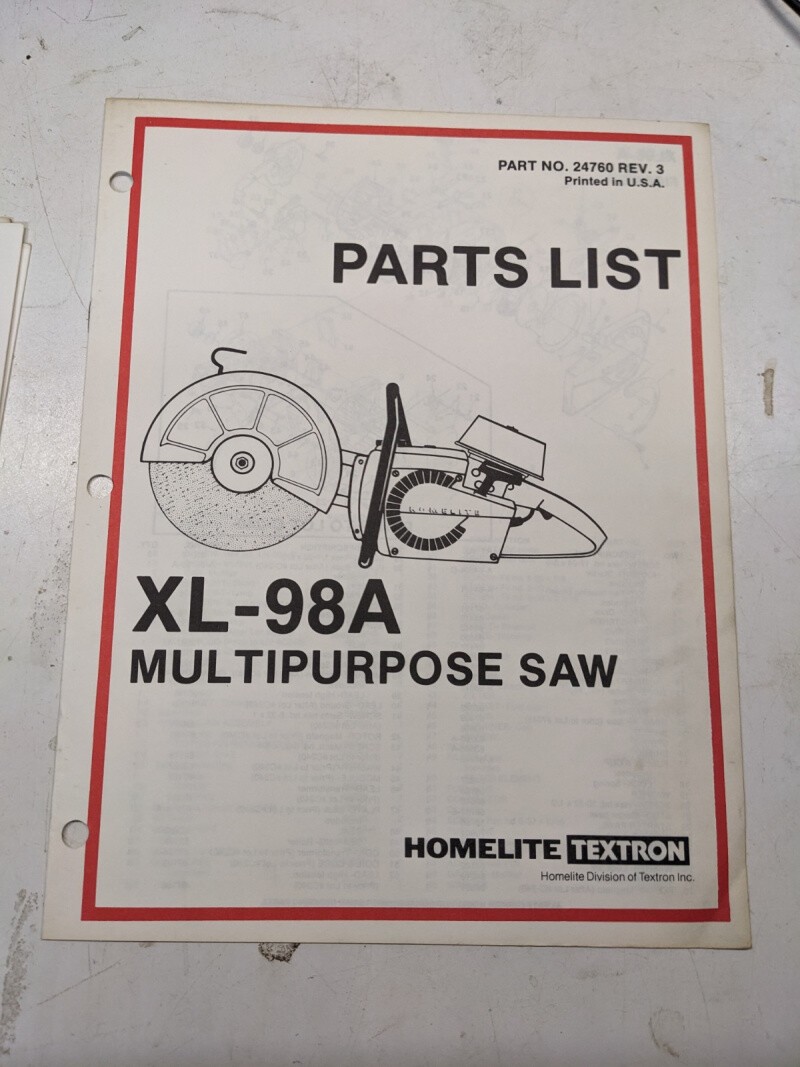 PART NO. 24760 REV. 3
Printed in U.S.A.
PARTS LIST
HOMELITE
XL-98A
MULTIPURPOSE SAW
HOMELITE TEXTRON
Homelite Division of Textron Inc.